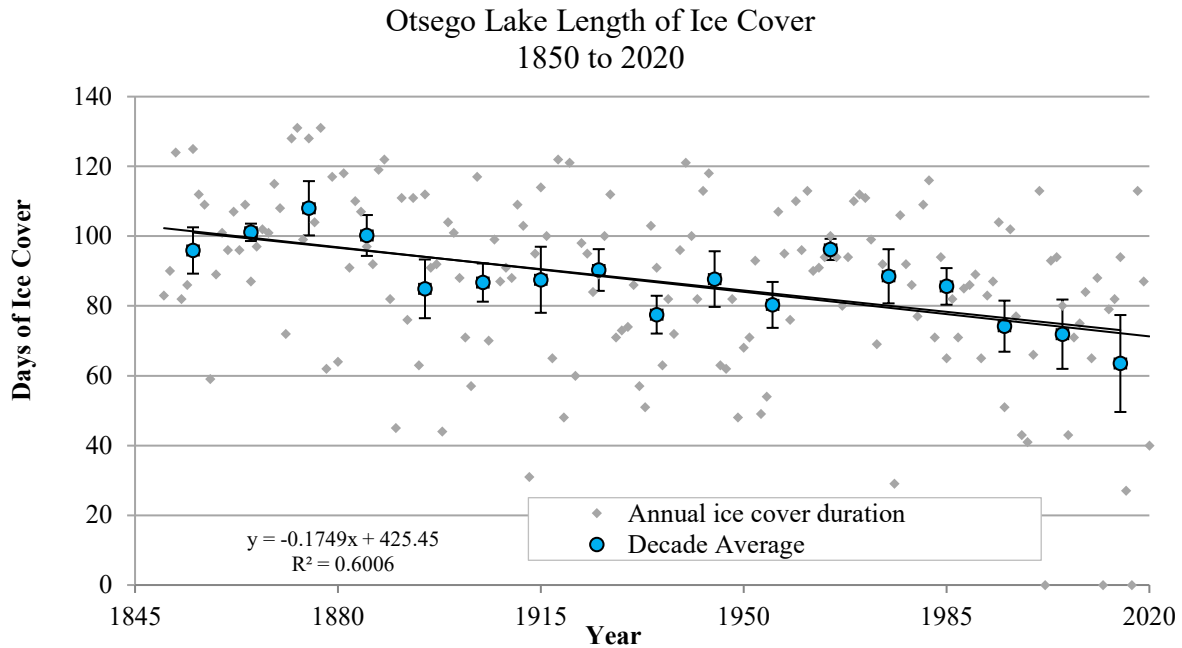 Otsego Lake Length of Ice Cover
1850 to 2020
Days of Ice Cover
140
120
100
80
60
40
20
0
Annual ice cover duration
Decade Average
y = -0.1749x + 425.45
R² = 0.6006
1845 1880 1915 1950 1985 2020
Year